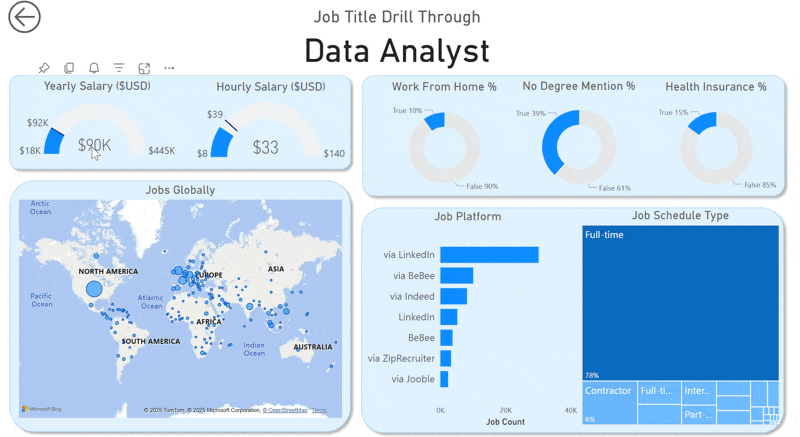 Job Title Drill Through
Data Analyst
Yearly Salary ($USD)
$92K
$18K
$90K
$445K
Hourly Salary ($USD)
$39
$8
$33
$140
Work From Home %
True 10%
False 90%
No Degree Mention %
True 39%
False 61%
Health Insurance %
True 15%
False 85%
Jobs Globally
Arctic
Ocean
Arctic
Ocean
NORTH AMERICA
EUROPE
ASIA
Pacific
Ocean
Atlantic
Ocean
AFRICA
SOUTH AMERICA
Indian
Ocean
AUSTRALIA
Microsoft Bing
© 2025 TomTom, © 2025 Microsoft Corporation, © OpenStreetMap Terms
Job Platform
via LinkedIn
via BeBee
via Indeed
LinkedIn
BeBee
via ZipRecruiter
via Jooble
0K
20K
40K
Job Count
Job Schedule Type
Full-time
78%
Contractor
6%
Full-ti...
Inter...
Part-...